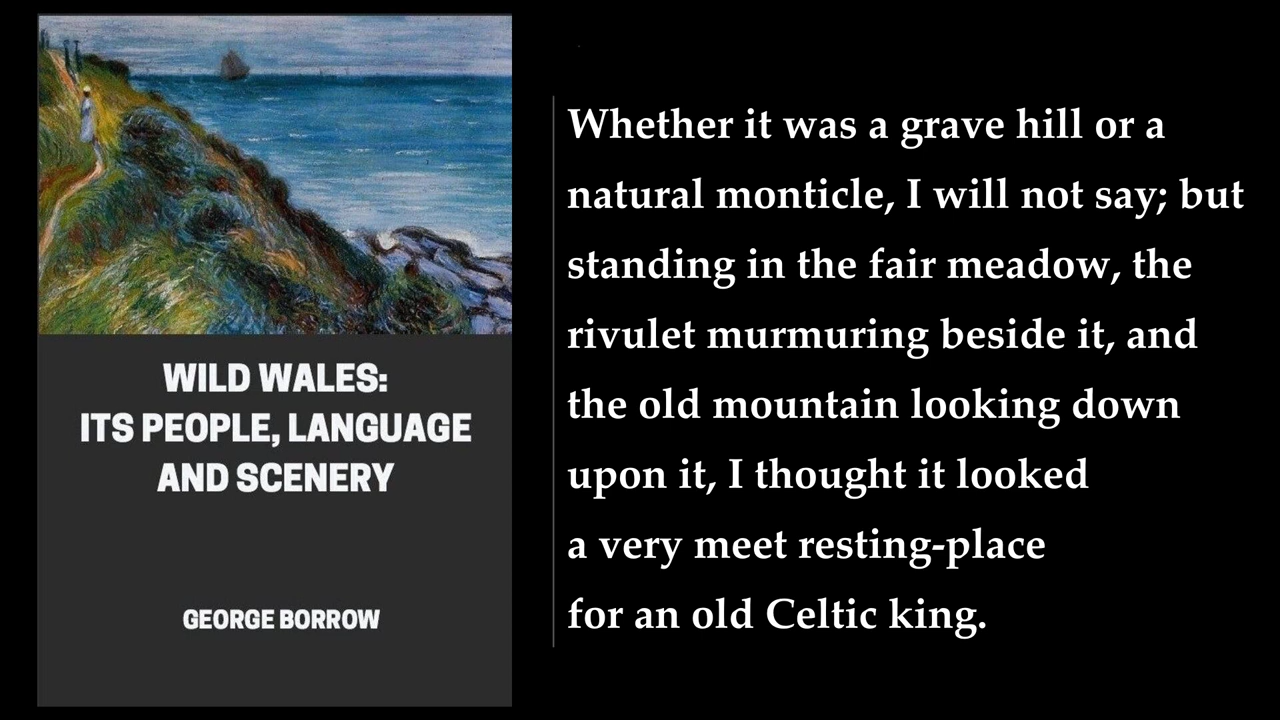 WILD WALES:
ITS PEOPLE, LANGUAGE
AND SCENERY
GEORGE BORROW
Whether it was a grave hill or a
natural monticle, I will not say; but
standing in the fair meadow, the
rivulet murmuring beside it, and
the old mountain looking down
upon it, I thought it looked
a very meet resting-place
for an old Celtic king.